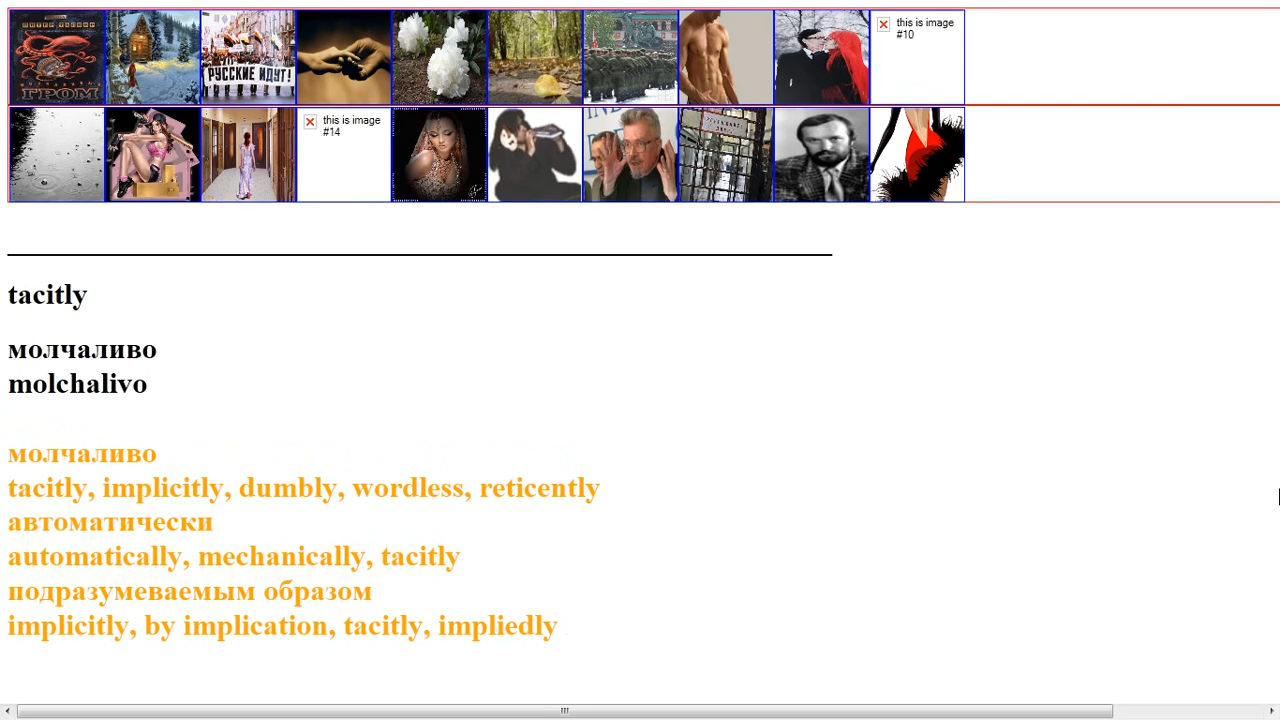 ГРОМ
РУССКИЕ ИДУТ!
this is image
#10
this is image
#14
tacitly
молчаливо
molchalivo
молчаливо
tacitly, implicitly, dumbly, wordless, reticently
автоматически
automatically, mechanically, tacitly
подразумеваемым образом
implicitly, by implication, tacitly, impliedly